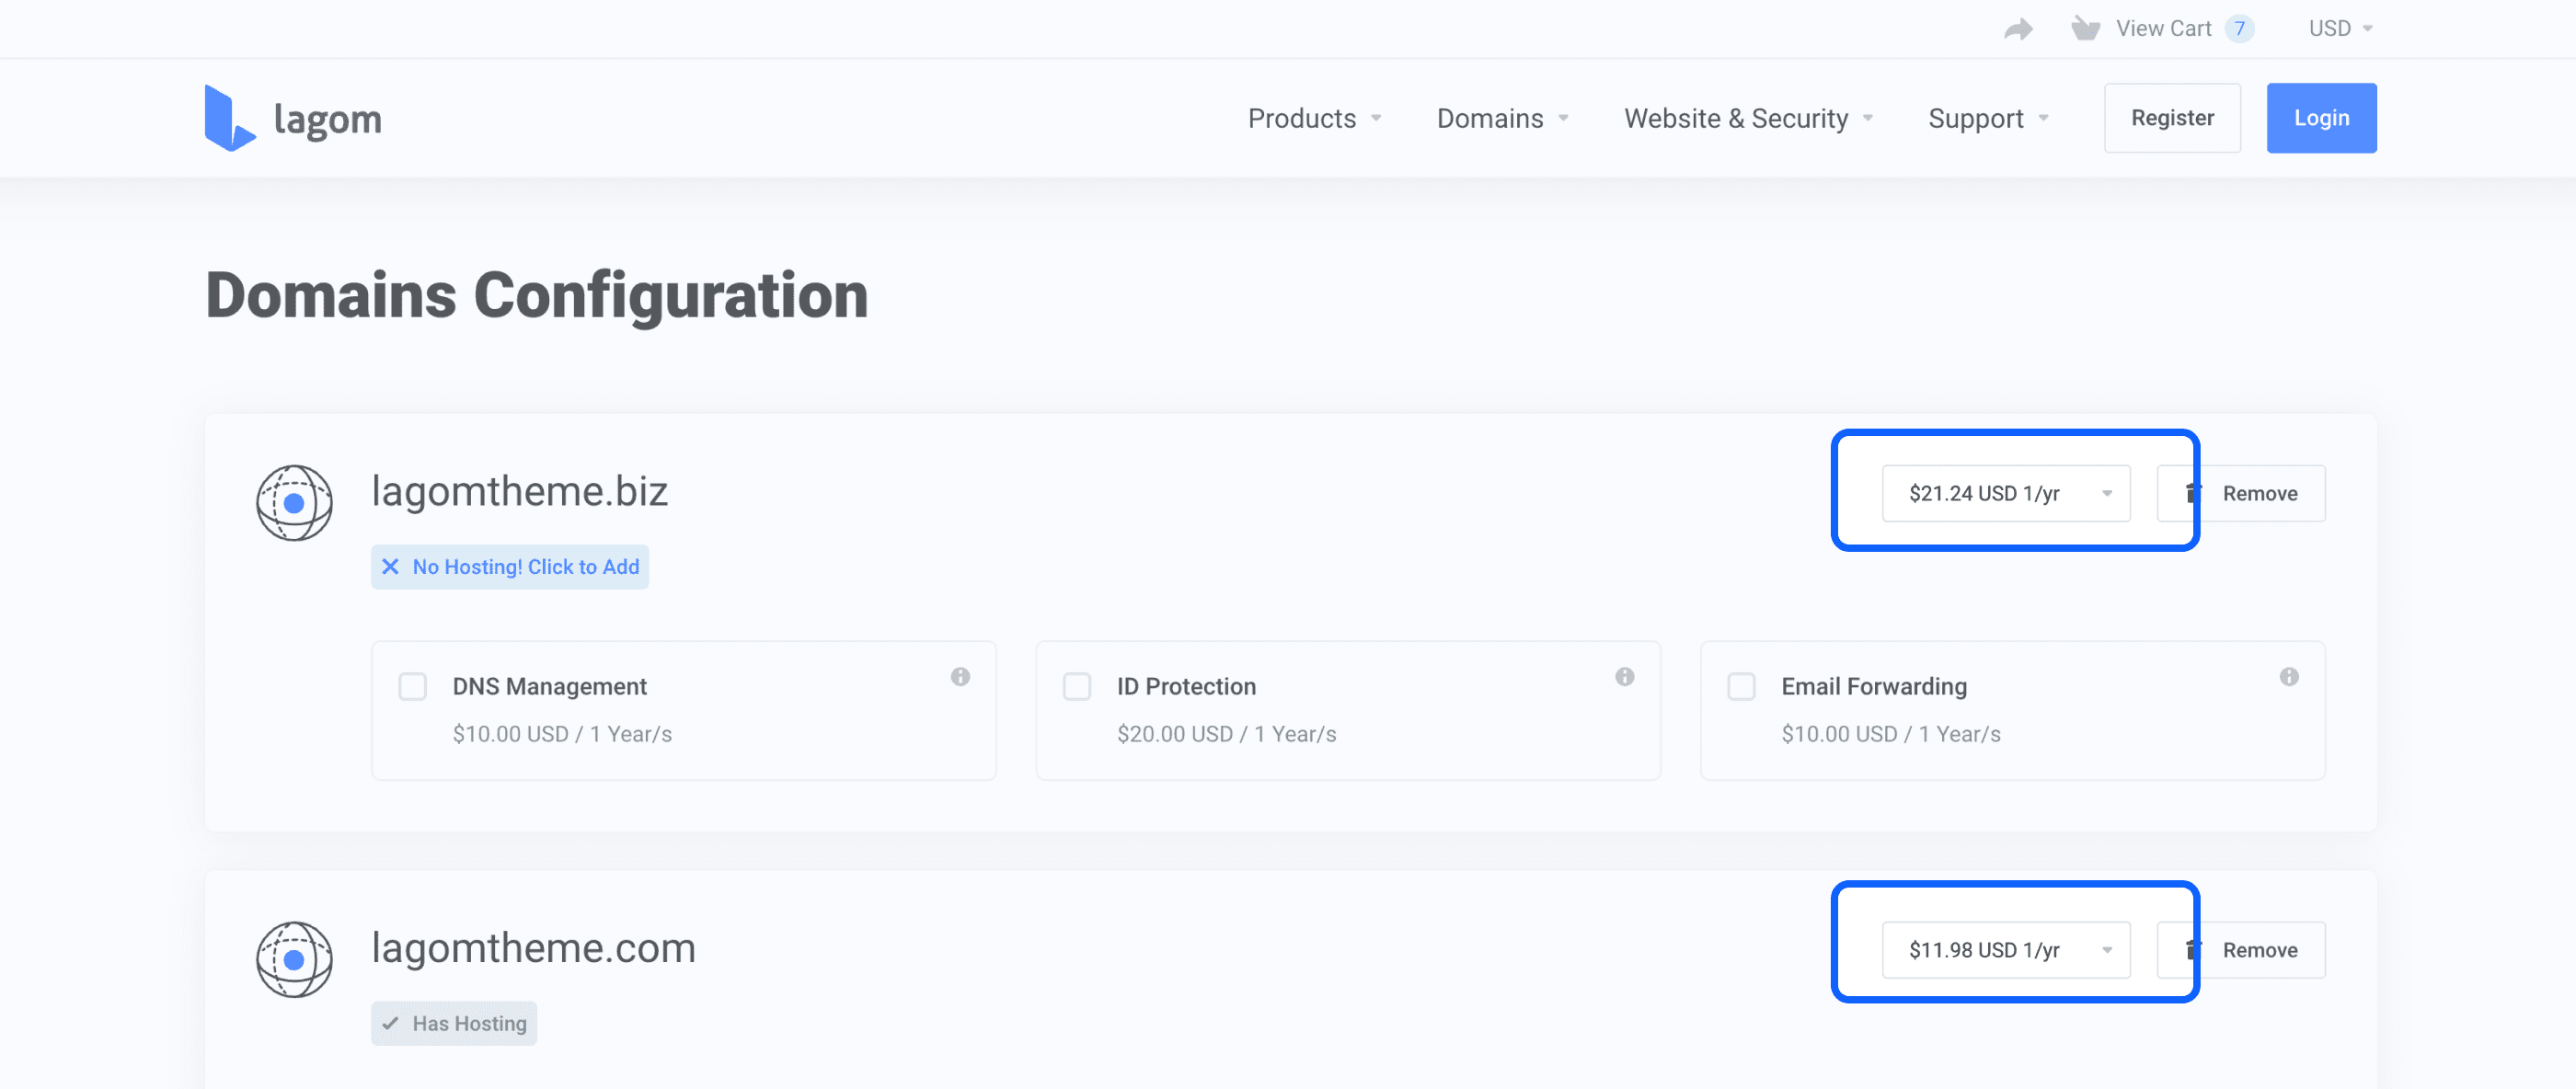 View Cart 7 USD
lagom Products Domains Website & Security Support Register Login
Domains Configuration
lagomtheme.biz $21.24 USD 1/yr Remove
No Hosting! Click to Add
DNS Management ID Protection Email Forwarding
$10.00 USD / 1 Year/s $20.00 USD / 1 Year/s $10.00 USD / 1 Year/s
lagomtheme.com $11.98 USD 1/yr Remove
Has Hosting